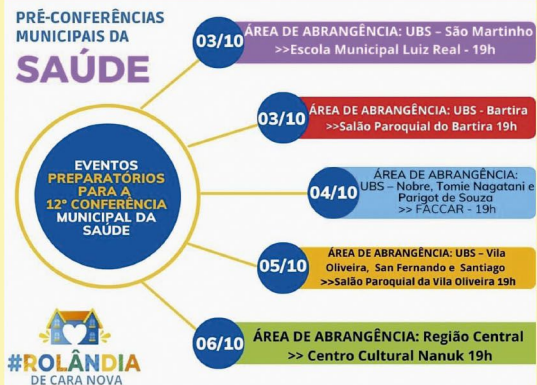 PRÉ-CONFERÊNCIAS
MUNICIPAIS DA
SAÚDE
EVENTOS
PREPARATÓRIOS
PARA A
12º CONFERÊNCIA
MUNICIPAL DA
SAÚDE
03/10
ÁREA DE ABRANGÊNCIA: UBS – São Martinho
>>Escola Municipal Luiz Real - 19h
03/10
ÁREA DE ABRANGÊNCIA: UBS - Bartira
>>Salão Paroquial do Bartira 19h
04/10
ÁREA DE ABRANGÊNCIA:
UBS – Nobre, Tomie Nagatani e
Parigot de Souza
>> FACCAR - 19h
05/10
ÁREA DE ABRANGÊNCIA: UBS – Vila
Oliveira, San Fernando e Santiago
>>Salão Paroquial da Vila Oliveira 19h
06/10
ÁREA DE ABRANGÊNCIA: Região Central
>> Centro Cultural Nanuk 19h
#ROLÂNDIA
DE CARA NOVA